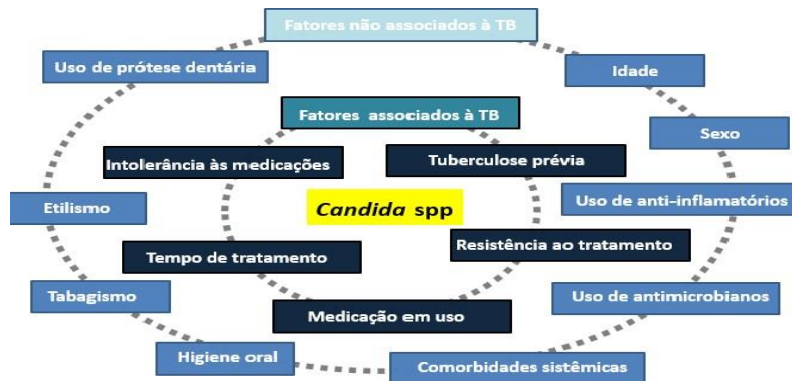 Fatores não associados à TB
Uso de prótese dentária
Idade
Fatores associados à TB
Sexo
Intolerância às medicações
Tuberculose prévia
Etilismo
Candida spp
Uso de anti-inflamatórios
Tempo de tratamento
Resistência ao tratamento
Tabagismo
Uso de antimicrobianos
Medicação em uso
Higiene oral
Comorbidades sistêmicas